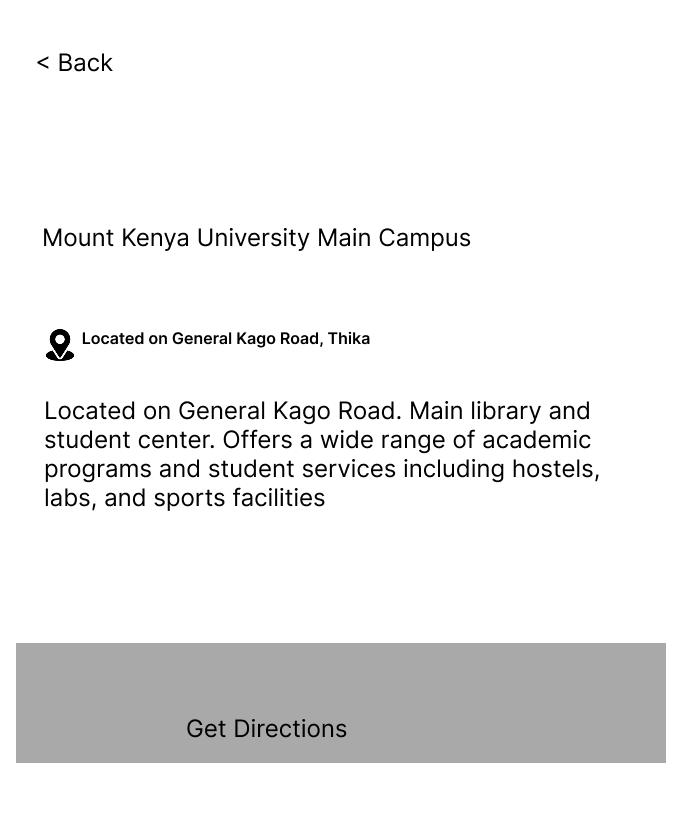 < Back
Mount Kenya University Main Campus
Located on General Kago Road, Thika
Located on General Kago Road. Main library and
student center. Offers a wide range of academic
programs and student services including hostels,
labs, and sports facilities
Get Directions